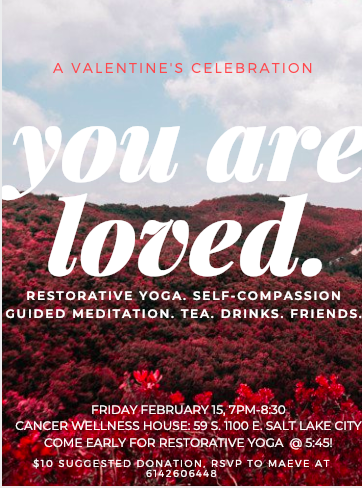 A VALENTINE'S CELEBRATION
you are
loved.
RESTORATIVE YOGA. SELF-COMPASSION
GUIDED MEDITATION. TEA. DRINKS. FRIENDS.
FRIDAY FEBRUARY 15, 7PM-8:30
CANCER WELLNESS HOUSE: 59 S. 1100 E. SALT LAKE CITY
COME EARLY FOR RESTORATIVE YOGA @ 5:45!
$10 SUGGESTED DONATION, RSVP TO MAEVE AT
6142606448